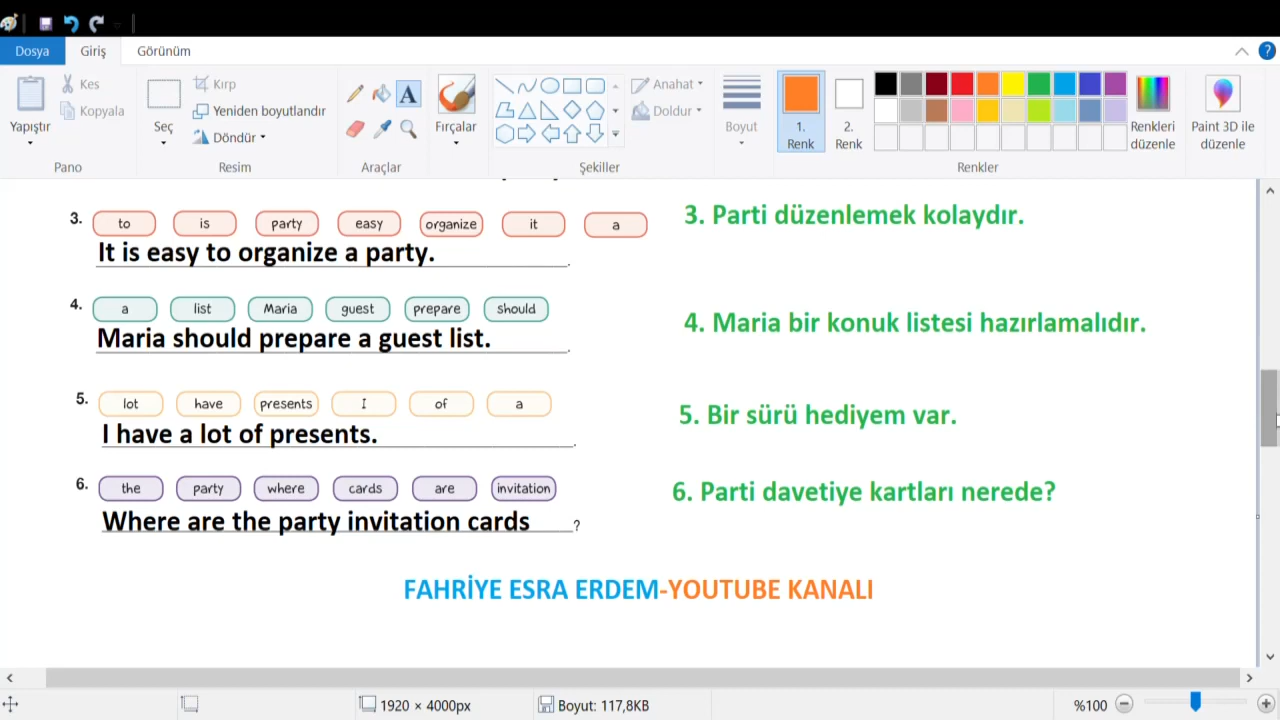 Dosya Giriş Görünüm
Yapıştır
Kes
Kopyala
Pano
Seç
Kırp
Yeniden boyutlandır
Döndür
Resim
A
Araçlar
Fırçalar
Anahat
Doldur
Şekiller
Boyut
1. Renk
2. Renk
Renkleri düzenle
Renkler
Paint 3D ile düzenle
3. to is party easy organize it a
It is easy to organize a party.
3. Parti düzenlemek kolaydır.
4. a list Maria guest prepare should
Maria should prepare a guest list.
4. Maria bir konuk listesi hazırlamalıdır.
5. lot have presents I of a
I have a lot of presents.
5. Bir sürü hediyem var.
6. the party where cards are invitation
Where are the party invitation cards ?
6. Parti davetiye kartları nerede?
FAHRİYE ESRA ERDEM-YOUTUBE KANALI
1920 × 4000px Boyut: 117,8KB %100